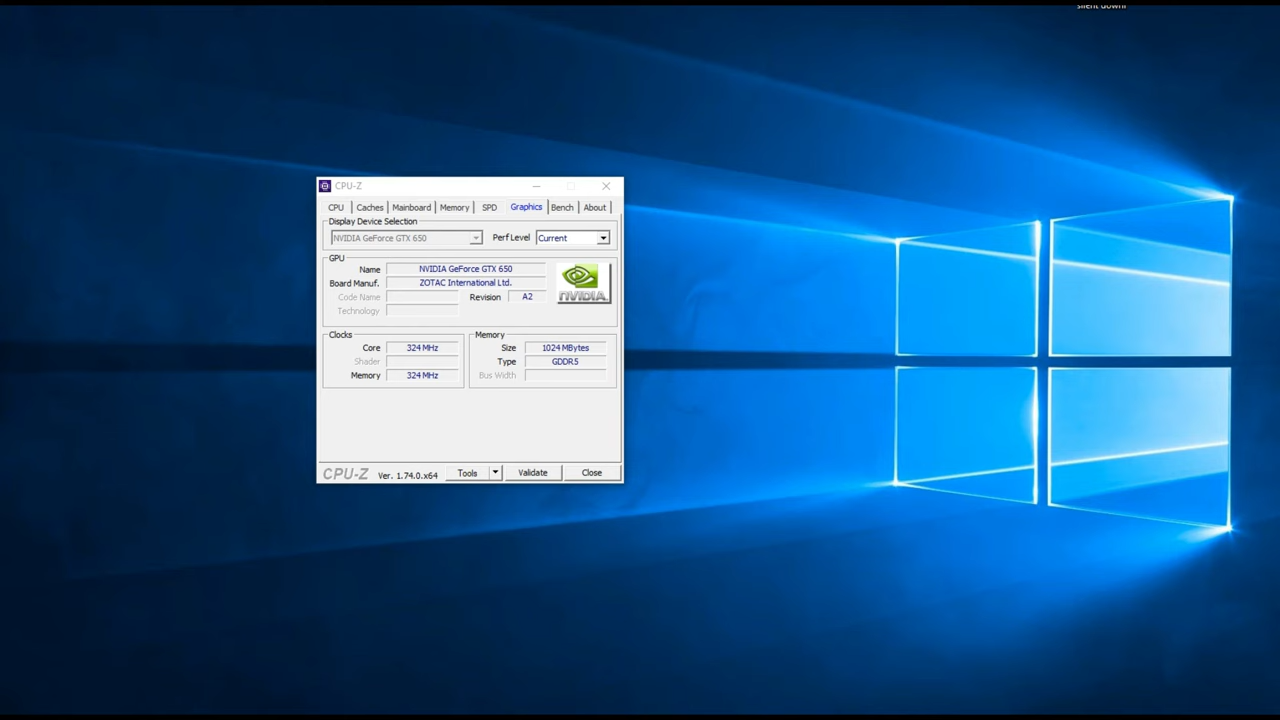 silent downl
CPU-Z
CPU Caches Mainboard Memory SPD Graphics Bench About
Display Device Selection
NVIDIA GeForce GTX 650 Perf Level Current
GPU
Name NVIDIA GeForce GTX 650
Board Manuf. ZOTAC International Ltd.
Code Name Revision A2
Technology
NVIDIA.
Clocks
Core 324 MHz
Shader
Memory 324 MHz
Memory
Size 1024 MBytes
Type GDDR5
Bus Width
CPU-Z Ver. 1.74.0.x64 Tools Validate Close